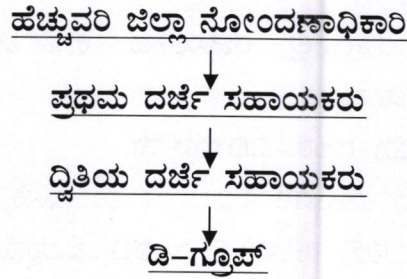 ಹೆಚ್ಚುವರಿ ಜಿಲ್ಲಾ ನೋಂದಣಾಧಿಕಾರಿ
ಪ್ರಥಮ ದರ್ಜೆ ಸಹಾಯಕರು
ದ್ವಿತಿಯ ದರ್ಜೆ ಸಹಾಯಕರು
ಡಿ-ಗ್ರೂಪ್